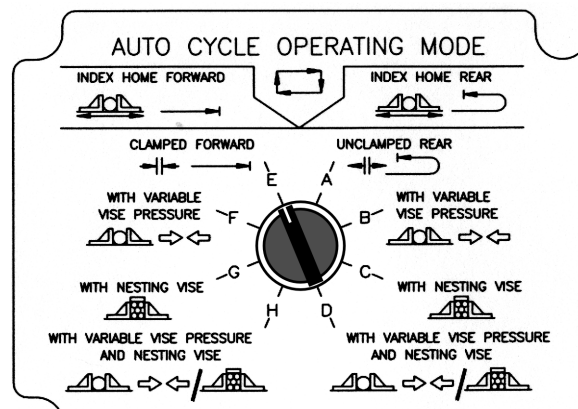 AUTO CYCLE OPERATING MODE
INDEX HOME FORWARD
INDEX HOME REAR
CLAMPED FORWARD
UNCLAMPED REAR
E
A
WITH VARIABLE
VISE PRESSURE
F
B
WITH VARIABLE
VISE PRESSURE
G
C
WITH NESTING VISE
WITH NESTING VISE
H
D
WITH VARIABLE VISE PRESSURE
AND NESTING VISE
WITH VARIABLE VISE PRESSURE
AND NESTING VISE